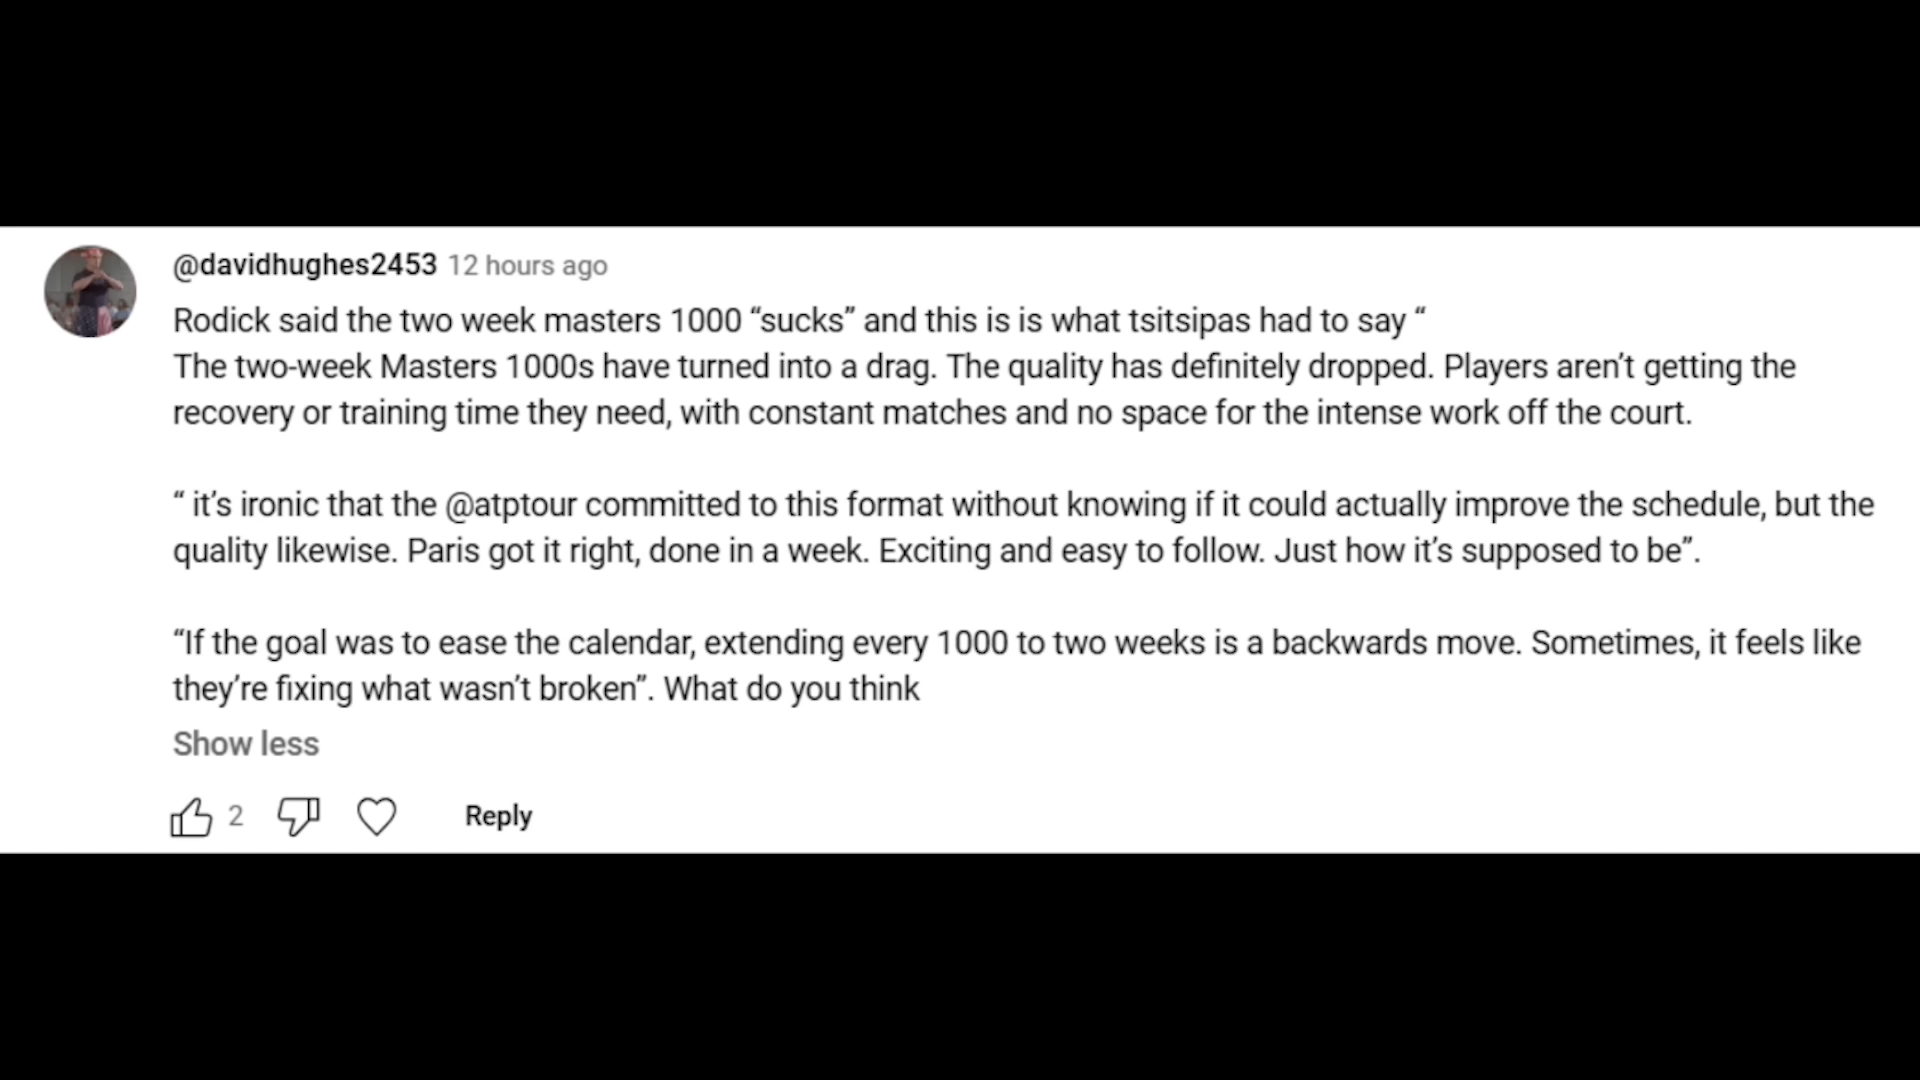 @davidhughes2453 12 hours ago
Rodick said the two week masters 1000 “sucks” and this is is what tsitsipas had to say “
The two-week Masters 1000s have turned into a drag. The quality has definitely dropped. Players aren’t getting the
recovery or training time they need, with constant matches and no space for the intense work off the court.
“ it’s ironic that the @atptour committed to this format without knowing if it could actually improve the schedule, but the
quality likewise. Paris got it right, done in a week. Exciting and easy to follow. Just how it’s supposed to be”.
“If the goal was to ease the calendar, extending every 1000 to two weeks is a backwards move. Sometimes, it feels like
they’re fixing what wasn’t broken”. What do you think
Show less
2 Reply